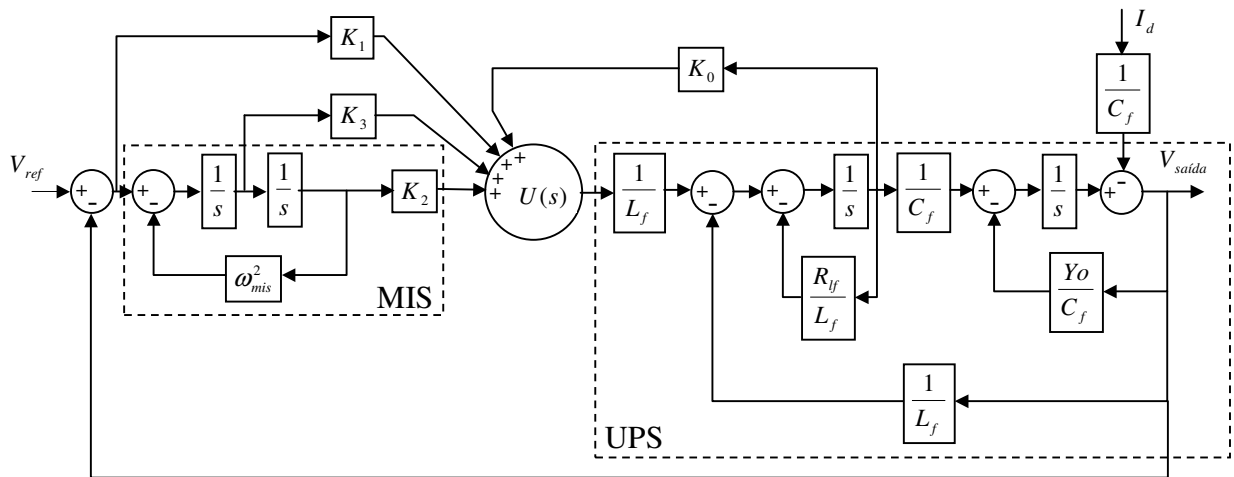 I_d
K_1
K_0
1/C_f
K_3
V_ref
V_saída
+
-
+
-
1/s
1/s
K_2
+
+
+
+
U(s)
1/L_f
+
-
+
-
1/s
1/C_f
+
-
1/s
+
-
-
ω²_mis
MIS
R_lf/L_f
Yo/C_f
1/L_f
UPS